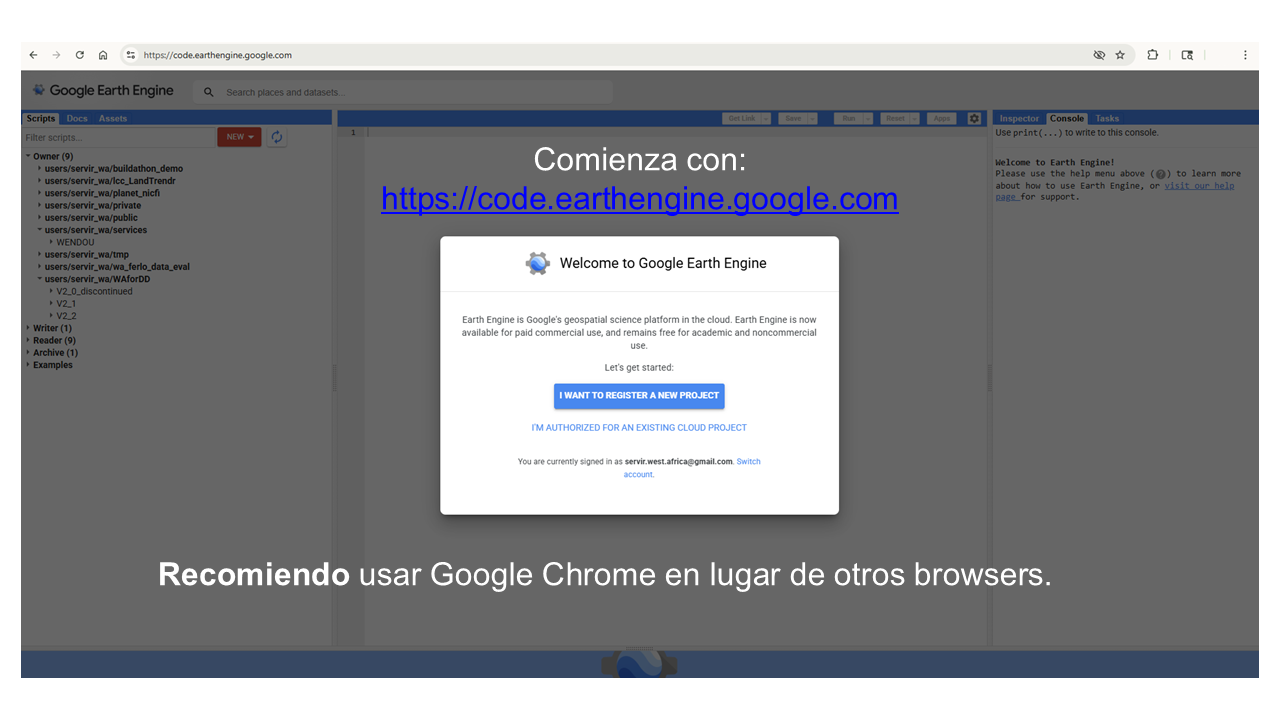 https://code.earthengine.google.com
Google Earth Engine
Search places and datasets...
Scripts Docs Assets
Get Link Save Run Reset Apps
Inspector Console Tasks
Filter scripts...
NEW
1
Use print(...) to write to this console.
Owner (9)
users/servir_wa/buildathon_demo
users/servir_wa/lcc_LandTrendr
users/servir_wa/planet_nicfi
users/servir_wa/private
users/servir_wa/public
users/servir_wa/services
WENDOU
users/servir_wa/tmp
users/servir_wa/wa_ferlo_data_eval
users/servir_wa/WAforDD
V2_0_discontinued
V2_1
V2_2
Writer (1)
Reader (9)
Archive (1)
Examples
Welcome to Earth Engine!
Please use the help menu above (?) to learn more
about how to use Earth Engine, or visit our help
page for support.
Comienza con:
https://code.earthengine.google.com
Welcome to Google Earth Engine
Earth Engine is Google's geospatial science platform in the cloud. Earth Engine is now
available for paid commercial use, and remains free for academic and noncommercial
use.
Let's get started:
I WANT TO REGISTER A NEW PROJECT
I'M AUTHORIZED FOR AN EXISTING CLOUD PROJECT
You are currently signed in as servir.west.africa@gmail.com. Switch
account.
Recomiendo usar Google Chrome en lugar de otros browsers.